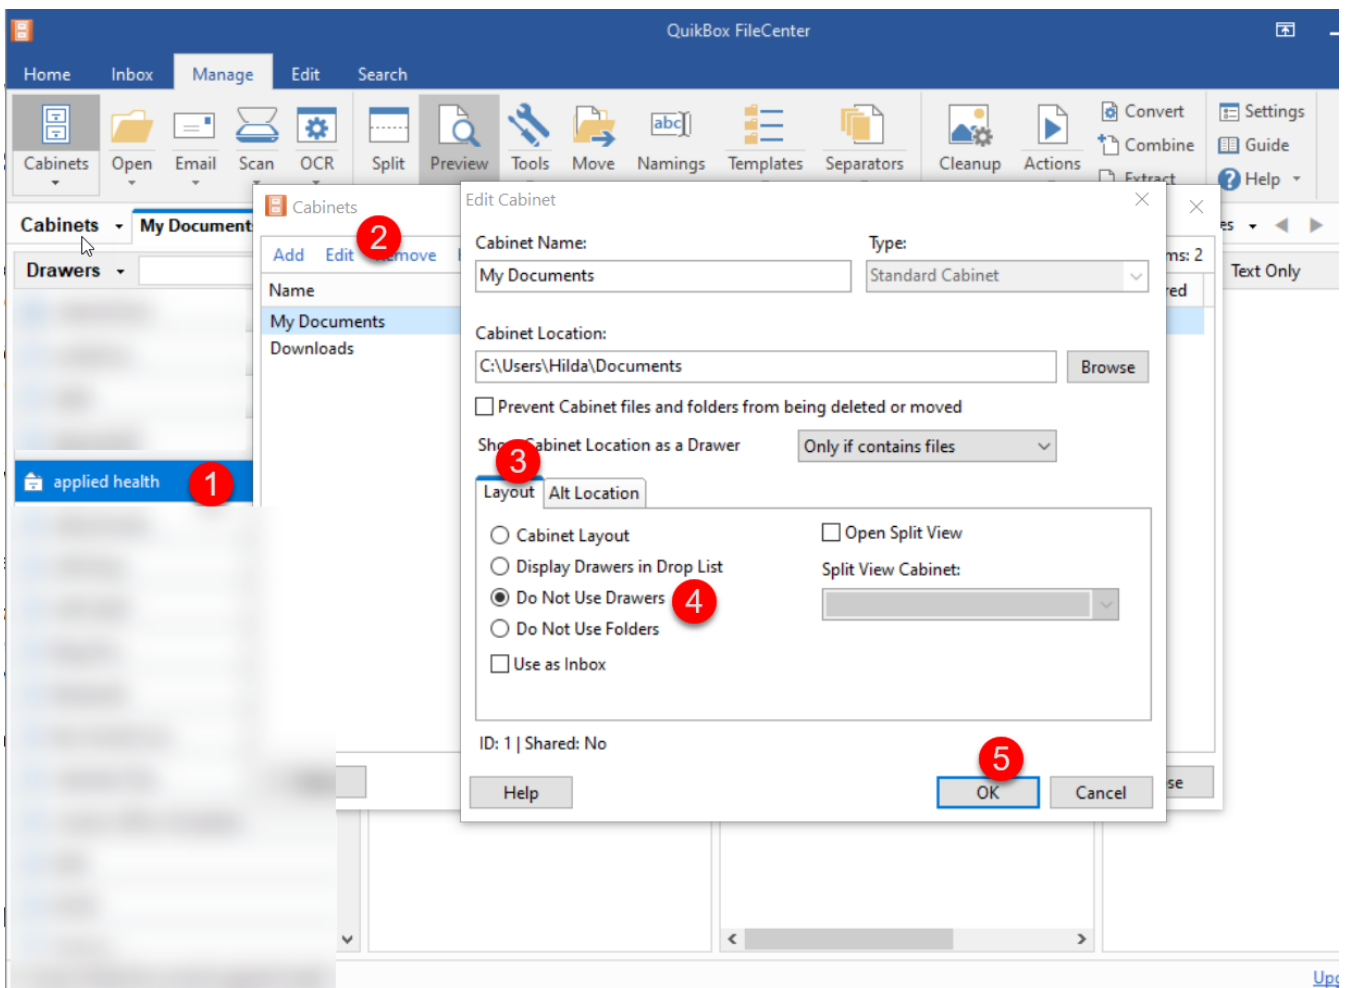 QuikBox FileCenter
Home Inbox Manage Edit Search
Cabinets Open Email Scan OCR Split Preview Tools Move Namings Templates Separators Cleanup Actions
abc
Convert
Combine
Extract
Settings
Guide
Help
Cabinets My Document
Drawers
applied health 1
Cabinets
2
Add Edit
Name
My Documents
Downloads
Edit Cabinet
Cabinet Name: Type:
My Documents Standard Cabinet
Cabinet Location:
C:\Users\Hilda\Documents Browse
Prevent Cabinet files and folders from being deleted or moved
Cabinet Location as a Drawer Only if contains files
3
Layout Alt Location
Cabinet Layout Open Split View
Display Drawers in Drop List Split View Cabinet:
Do Not Use Drawers 4
Do Not Use Folders
Use as Inbox
ID: 1 | Shared: No
5
Help OK Cancel
: 2
Text Only